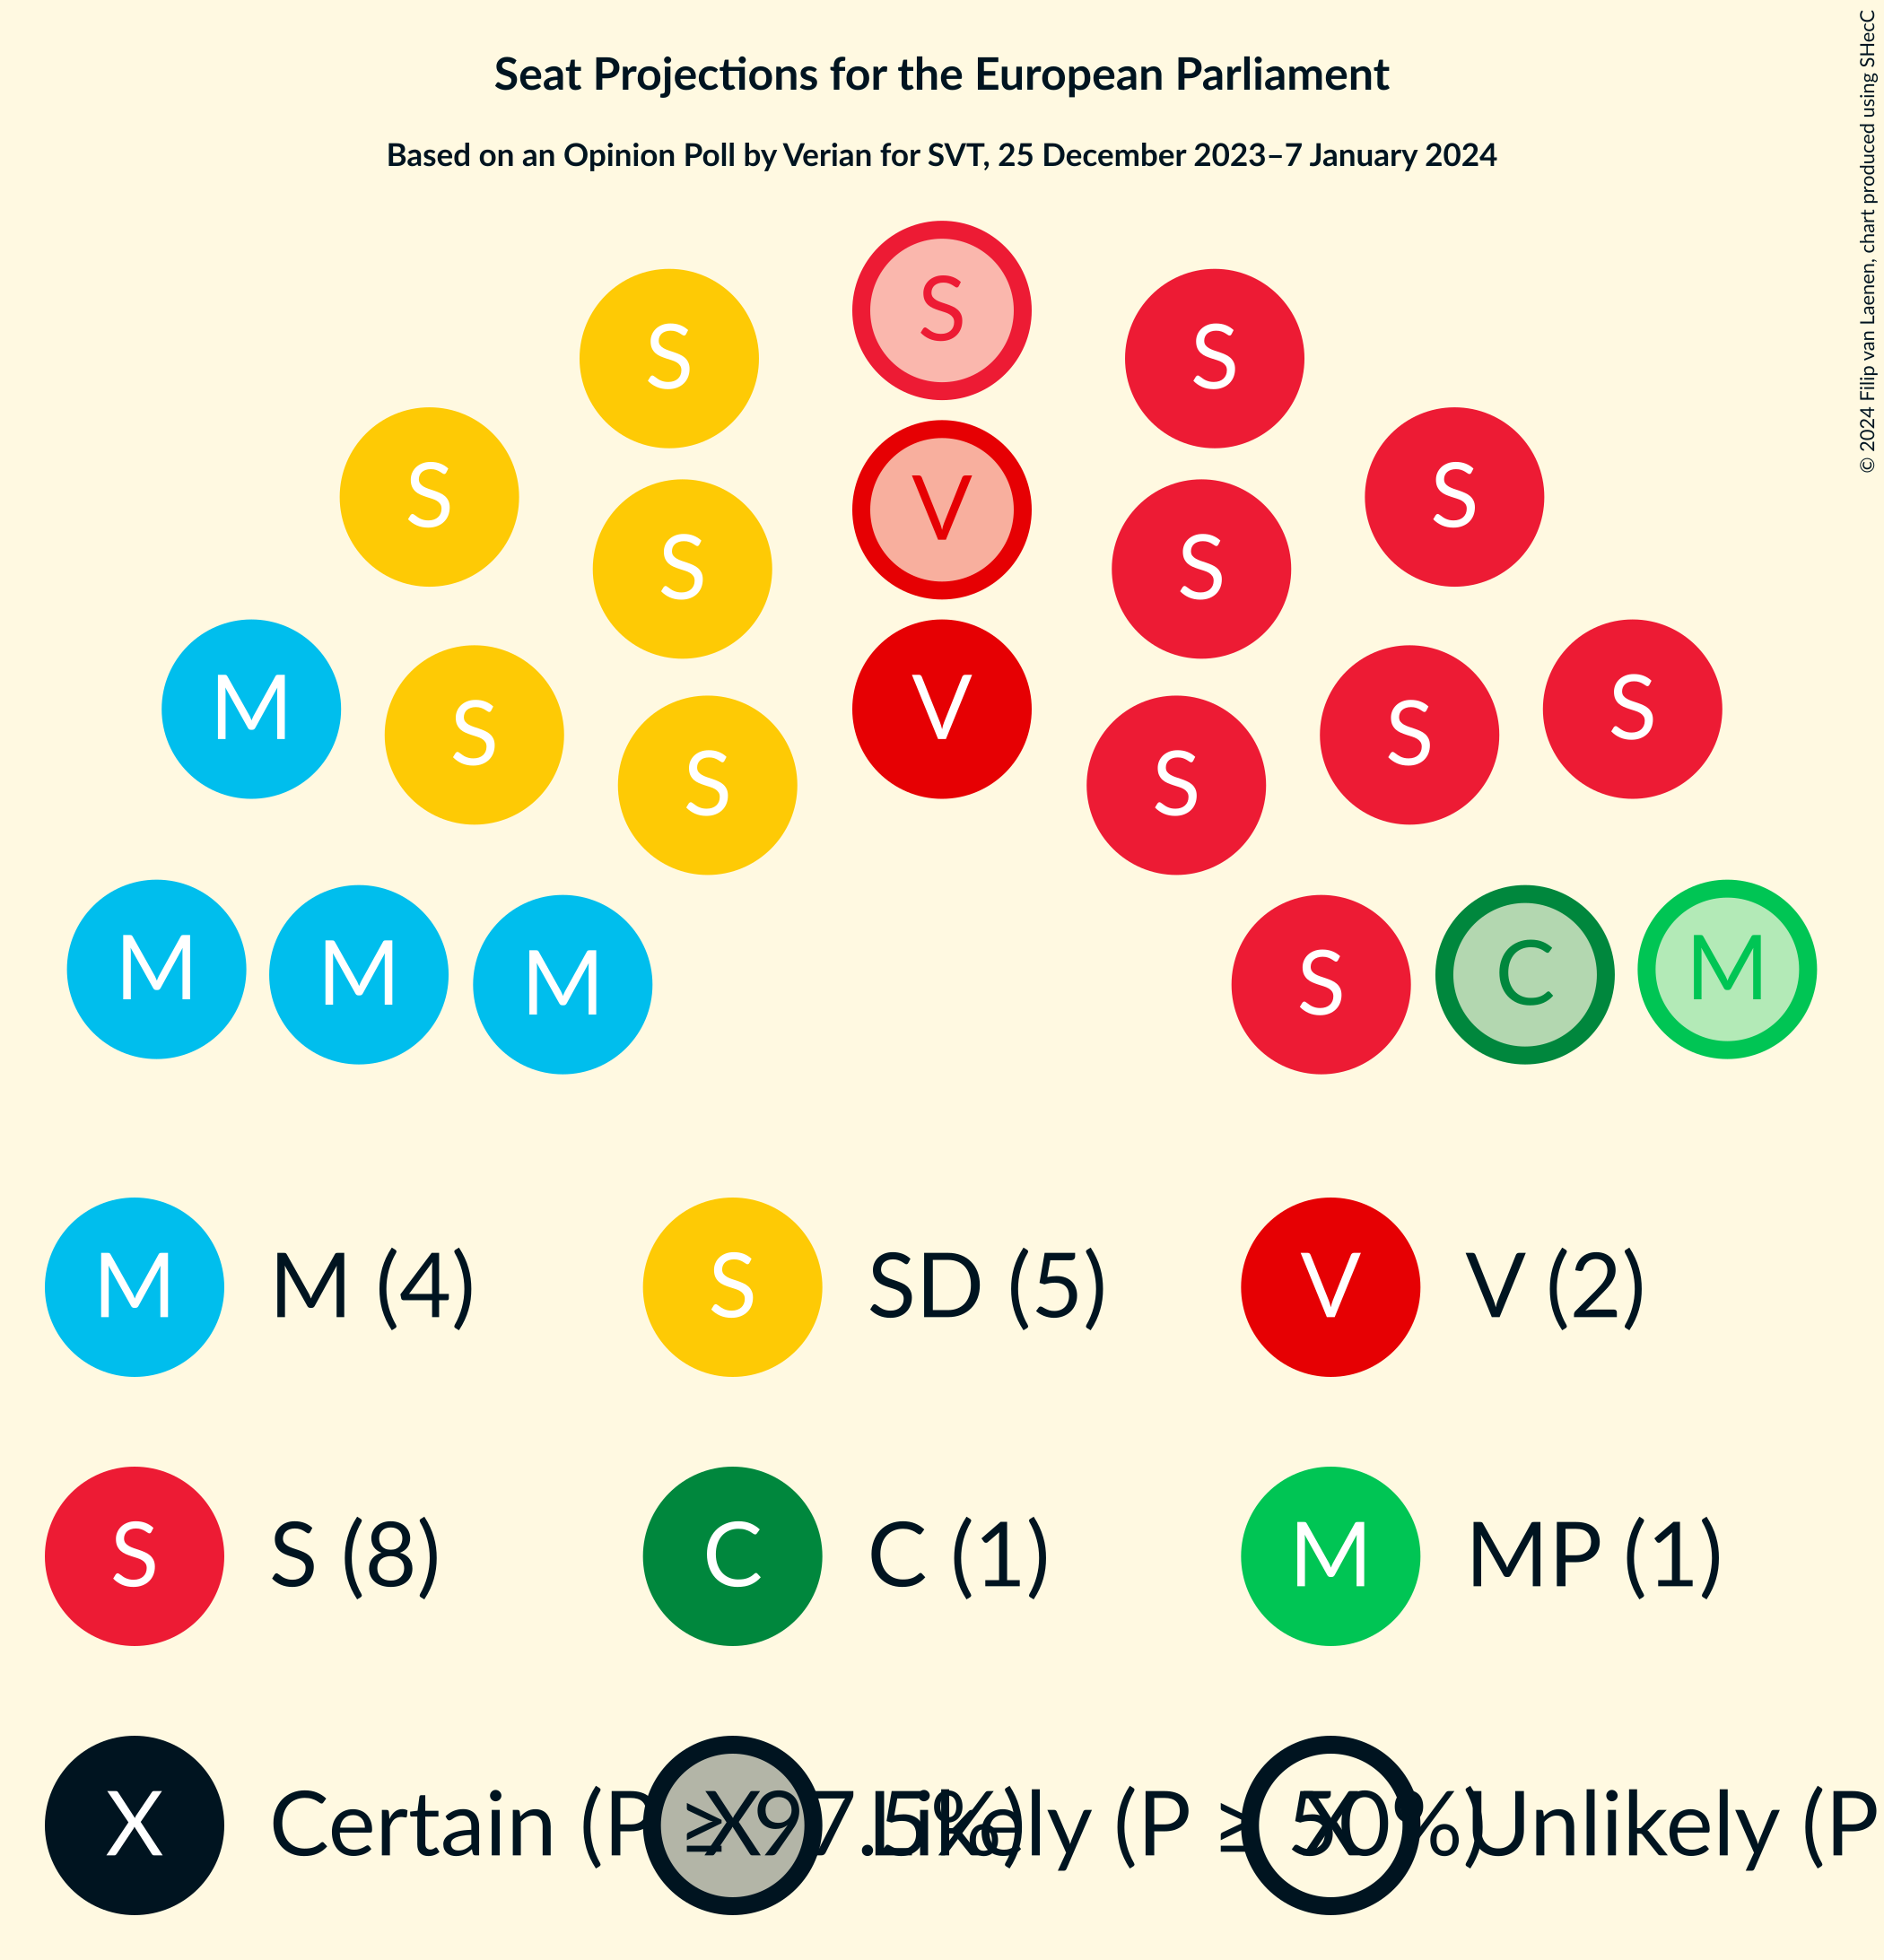 Seat Projections for the European Parliament
Based on an Opinion Poll by Verian for SVT, 25 December 2023–7 January 2024
© 2024 Filip van Laenen, chart produced using SHecC
S
S S
S S
V
S S
M S
S V S
S S
M M M S C M
M M (4) S SD (5) V V (2)
S S (8) C C (1) M MP (1)
X Certain (P ≥ 97.5%) X Likely (P ≥ 50%) X Unlikely (P